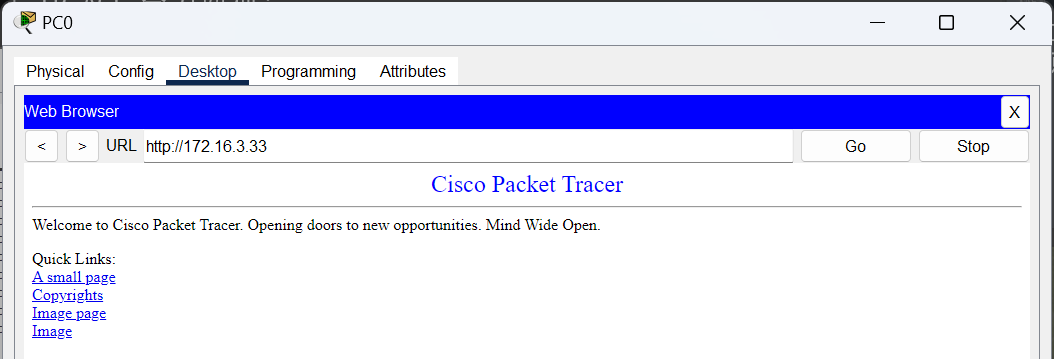 PC0
Physical Config Desktop Programming Attributes
Web Browser X
< > URL http://172.16.3.33 Go Stop
Cisco Packet Tracer
Welcome to Cisco Packet Tracer. Opening doors to new opportunities. Mind Wide Open.
Quick Links:
A small page
Copyrights
Image page
Image